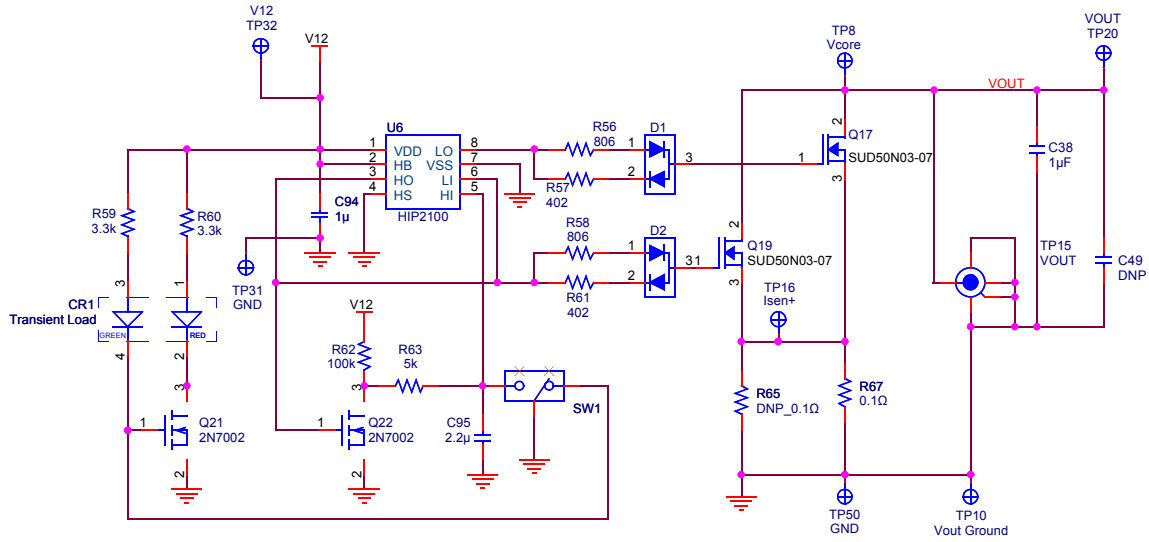 V12
TP32
V12
TP8
Vcore
VOUT
TP20
VOUT
U6
1 VDD LO 8
2 HB VSS 7
3 HO LI 6
4 HS HI 5
HIP2100
R56
806
R57
402
D1
1
2
3
2
1
3
Q17
SUD50N03-07
C38
1µF
R59
3.3k
R60
3.3k
C94
1µ
TP31
GND
R58
806
R61
402
D2
1
2
3
1
2
3
Q19
SUD50N03-07
TP15
VOUT
C49
DNP
TP16
Isen+
CR1
Transient Load
3
GREEN
4
1
RED
2
V12
R62
100k
R63
5k
SW1
R65
DNP_0.1Ω
R67
0.1Ω
3
1
2
Q21
2N7002
3
1
2
Q22
2N7002
C95
2.2µ
TP50
GND
TP10
Vout Ground